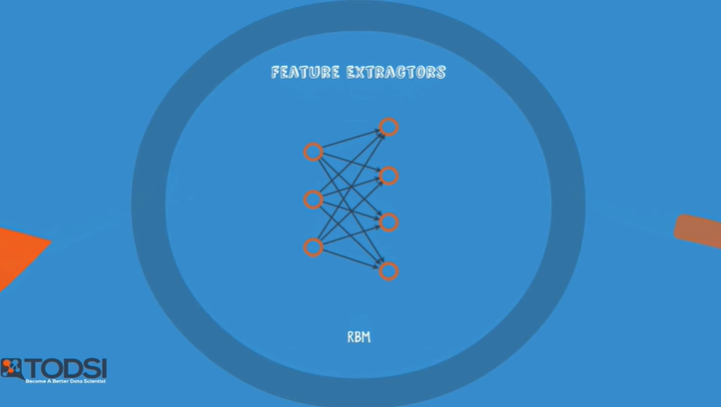 FEATURE EXTRACTORS
RBM
TODSI
Become A Better Data Scientist